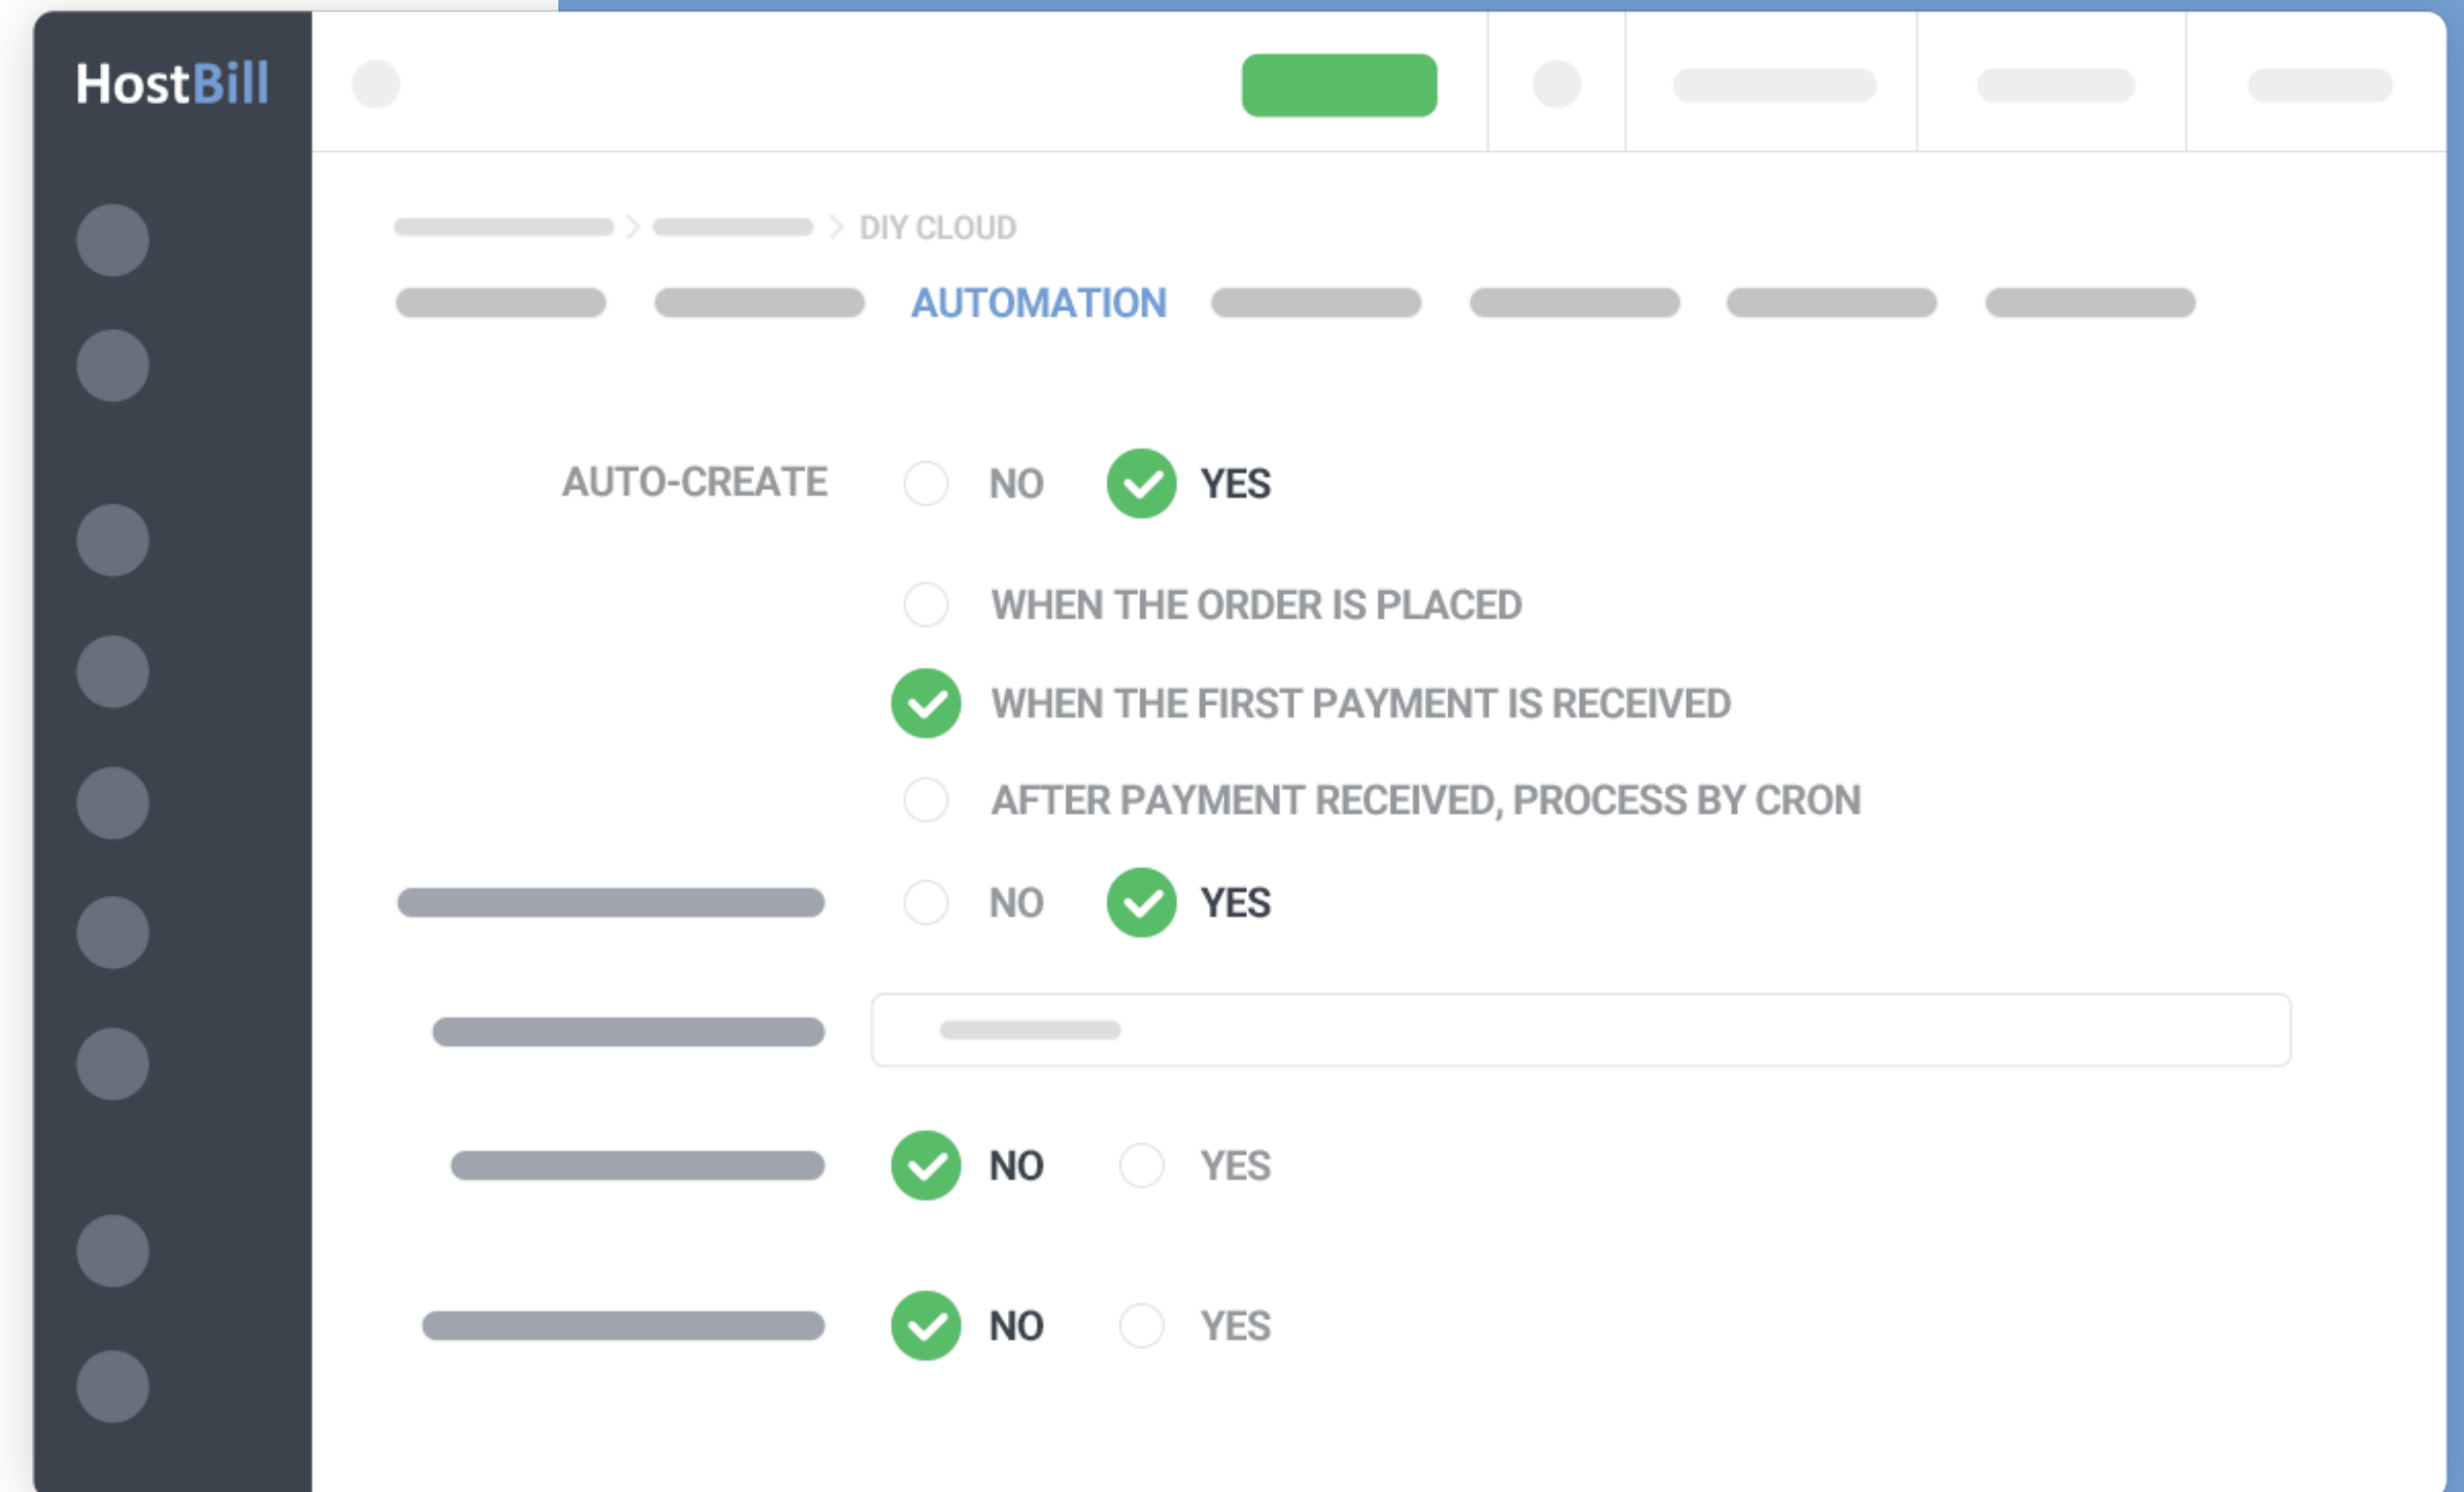 HostBill
DIY CLOUD
AUTOMATION
AUTO-CREATE NO YES
WHEN THE ORDER IS PLACED
WHEN THE FIRST PAYMENT IS RECEIVED
AFTER PAYMENT RECEIVED, PROCESS BY CRON
NO YES
NO YES
NO YES